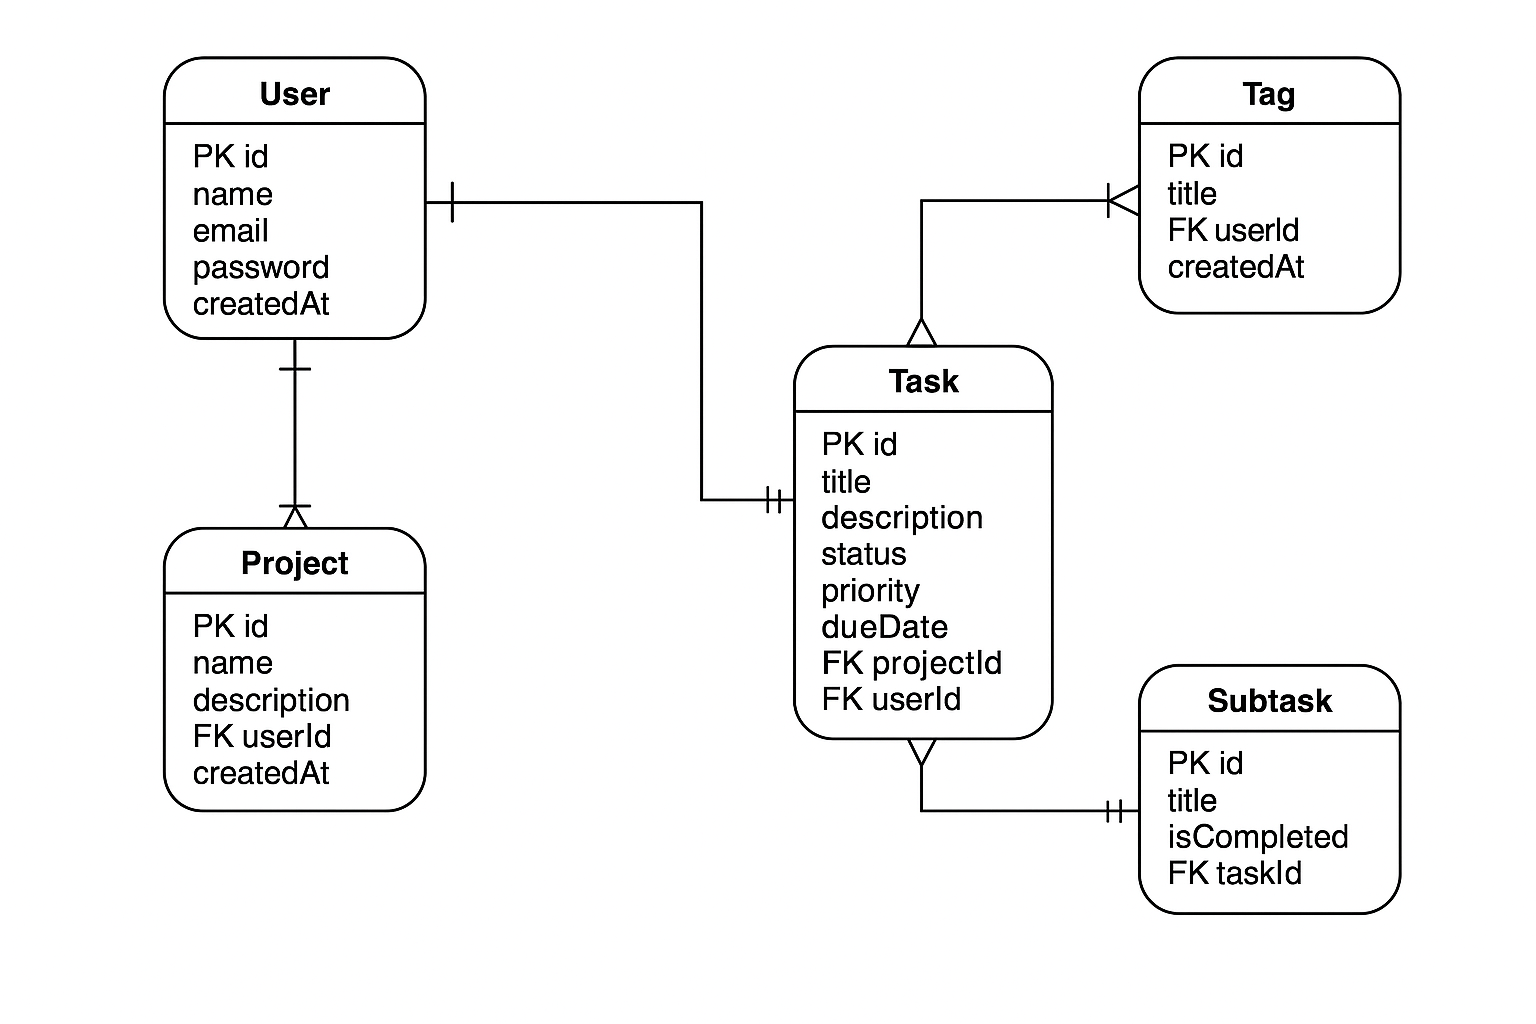 User
PK id
name
email
password
createdAt
Tag
PK id
title
FK userId
createdAt
Task
PK id
title
description
status
priority
dueDate
FK projectId
FK userId
Project
PK id
name
description
FK userId
createdAt
Subtask
PK id
title
isCompleted
FK taskId